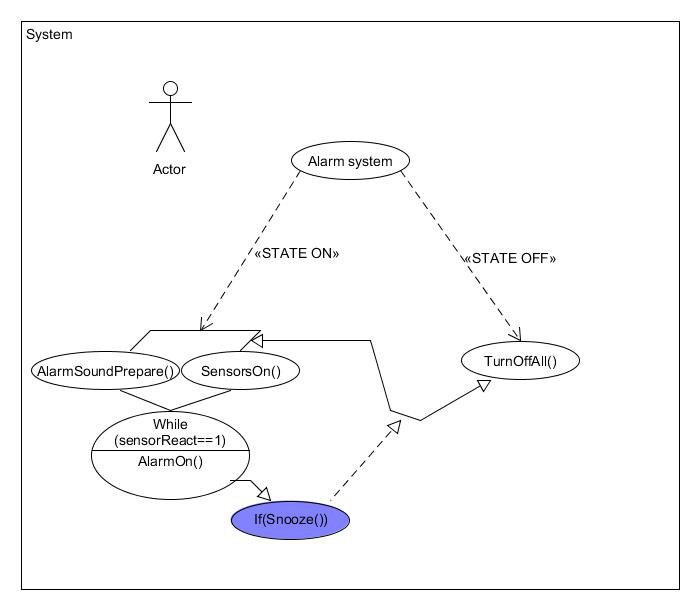 System
Actor
Alarm system
«STATE ON»
«STATE OFF»
AlarmSoundPrepare()
SensorsOn()
TurnOffAll()
While
(sensorReact==1)
AlarmOn()
If(Snooze())